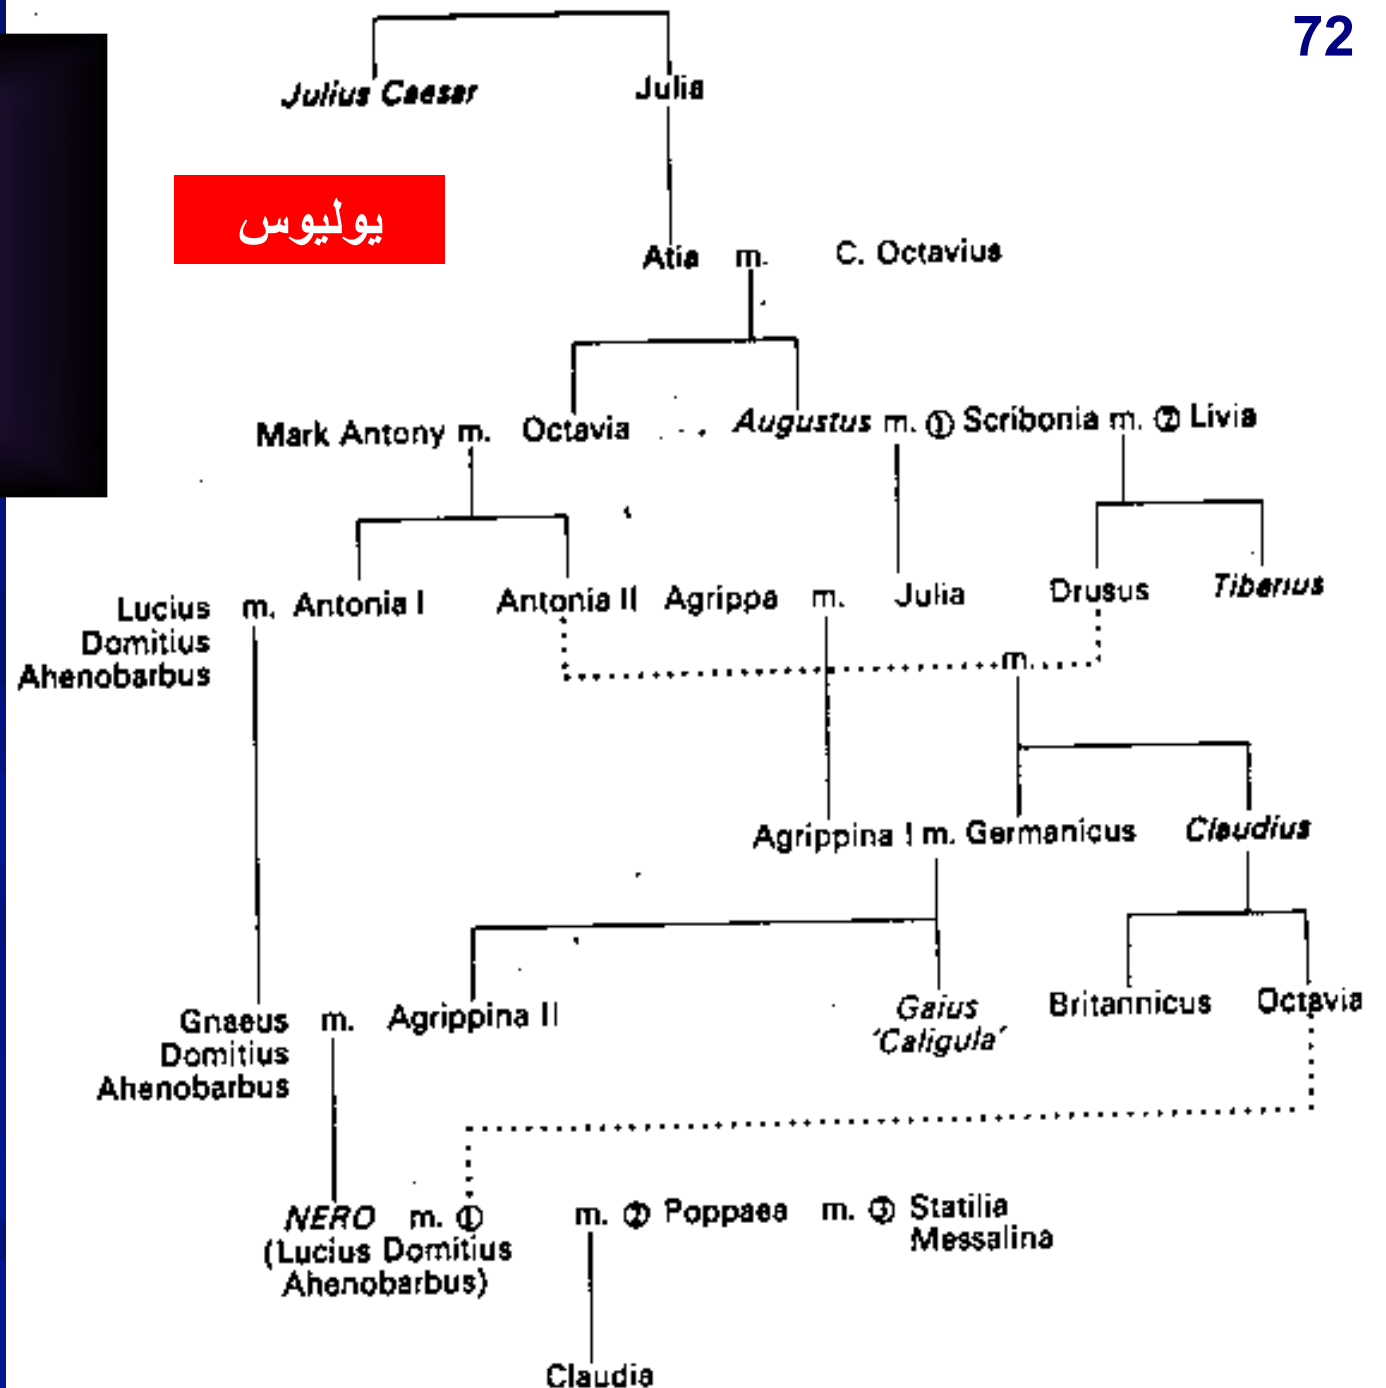 72
Julius Caesar Julia
يوليوس
Atia m. C. Octavius
Mark Antony m. Octavia Augustus m. ① Scribonia m. ② Livia
Lucius m. Antonia I Antonia II Agrippa m. Julia Drusus Tiberius
Domitius
Ahenobarbus
m.
Agrippina I m. Germanicus Claudius
Gnaeus m. Agrippina II Gaius Britannicus Octavia
Domitius 'Caligula'
Ahenobarbus
NERO m. ① m. ② Poppaea m. ③ Statilia
(Lucius Domitius Messalina
Ahenobarbus)
Claudia